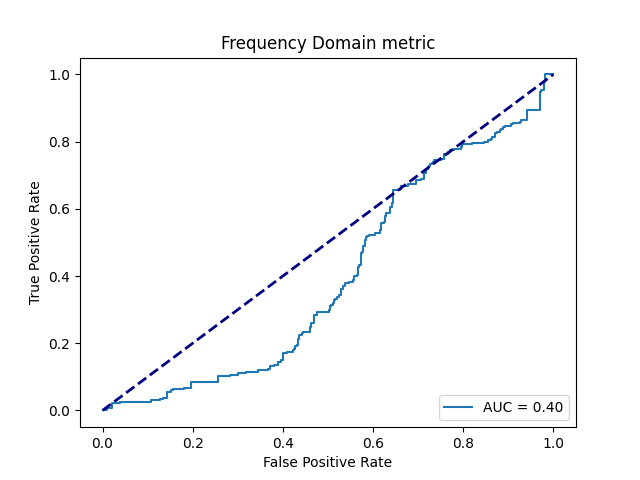 Frequency Domain metric
True Positive Rate
1.0
0.8
0.6
0.4
0.2
0.0
AUC = 0.40
0.0 0.2 0.4 0.6 0.8 1.0
False Positive Rate